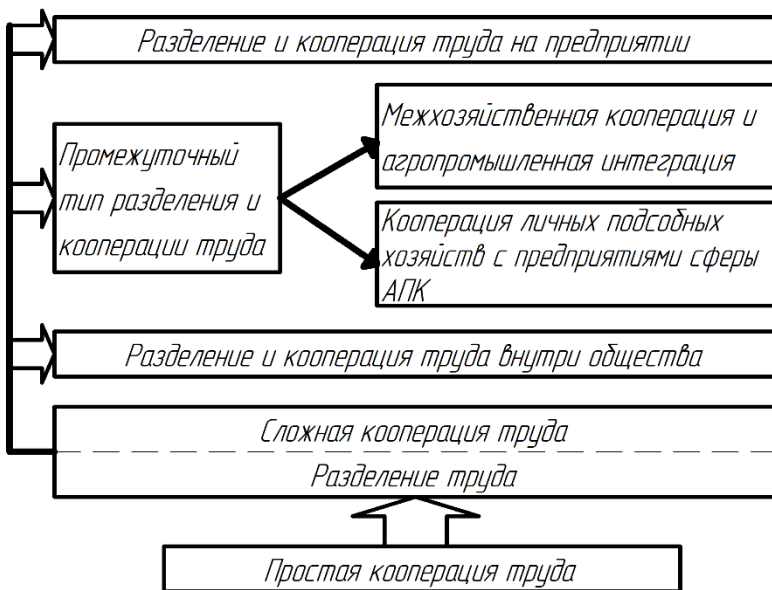 Разделение и кооперация труда на предприятии
Промежуточный
тип разделения и
кооперации труда
Межхозяйственная кооперация и
агропромышленная интеграция
Кооперация личных подсобных
хозяйств с предприятиями сферы
АПК
Разделение и кооперация труда внутри общества
Сложная кооперация труда
Разделение труда
Простая кооперация труда